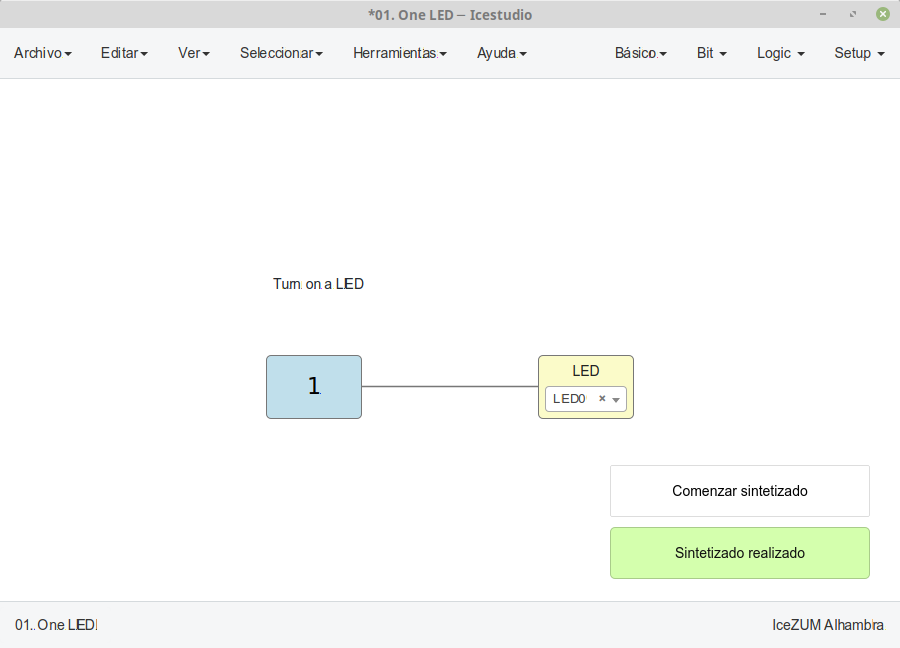 *01. One LED – Icestudio
Archivo Editar Ver Seleccionar Herramientas Ayuda Básico Bit Logic Setup
Turn on a LED
1 LED
LED0 ×
Comenzar sintetizado
Sintetizado realizado
01. One LED IceZUM Alhambra